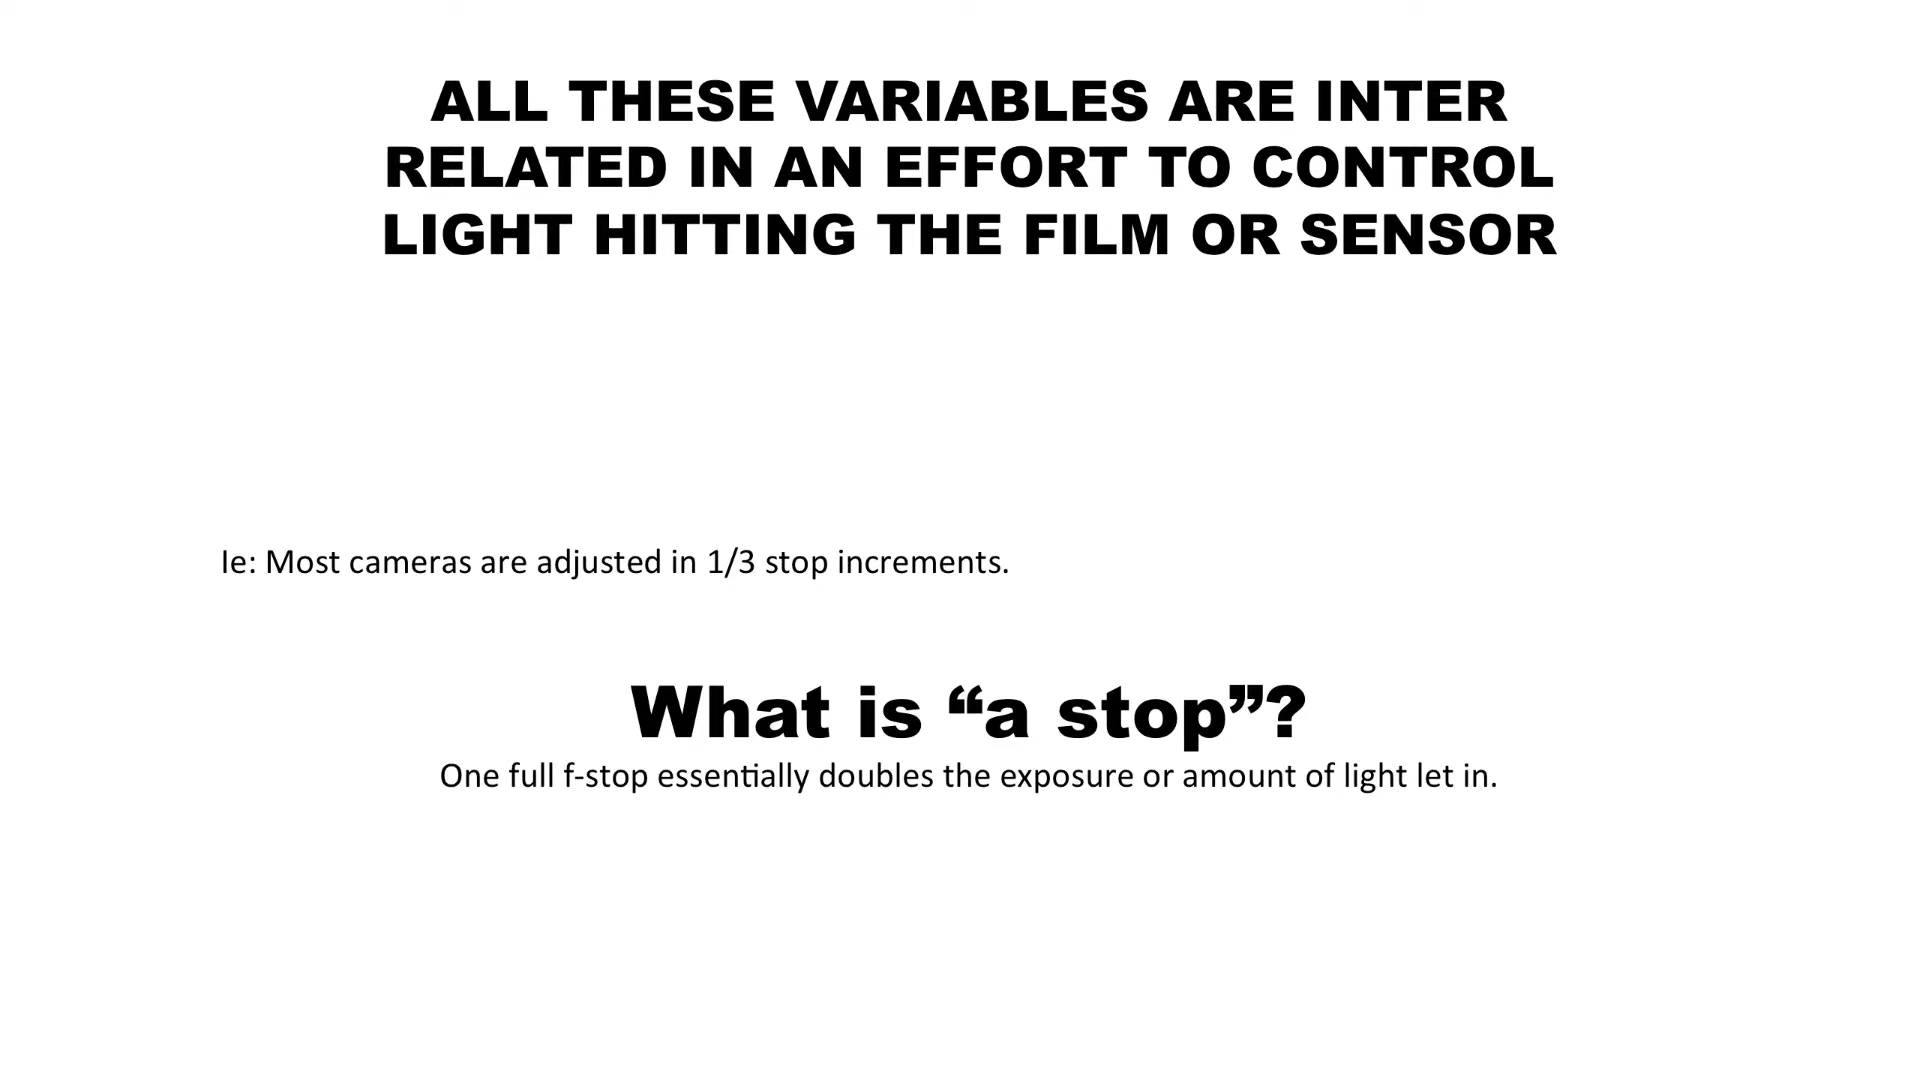 ALL THESE VARIABLES ARE INTER
RELATED IN AN EFFORT TO CONTROL
LIGHT HITTING THE FILM OR SENSOR
Ie: Most cameras are adjusted in 1/3 stop increments.
What is “a stop”?
One full f-stop essentially doubles the exposure or amount of light let in.